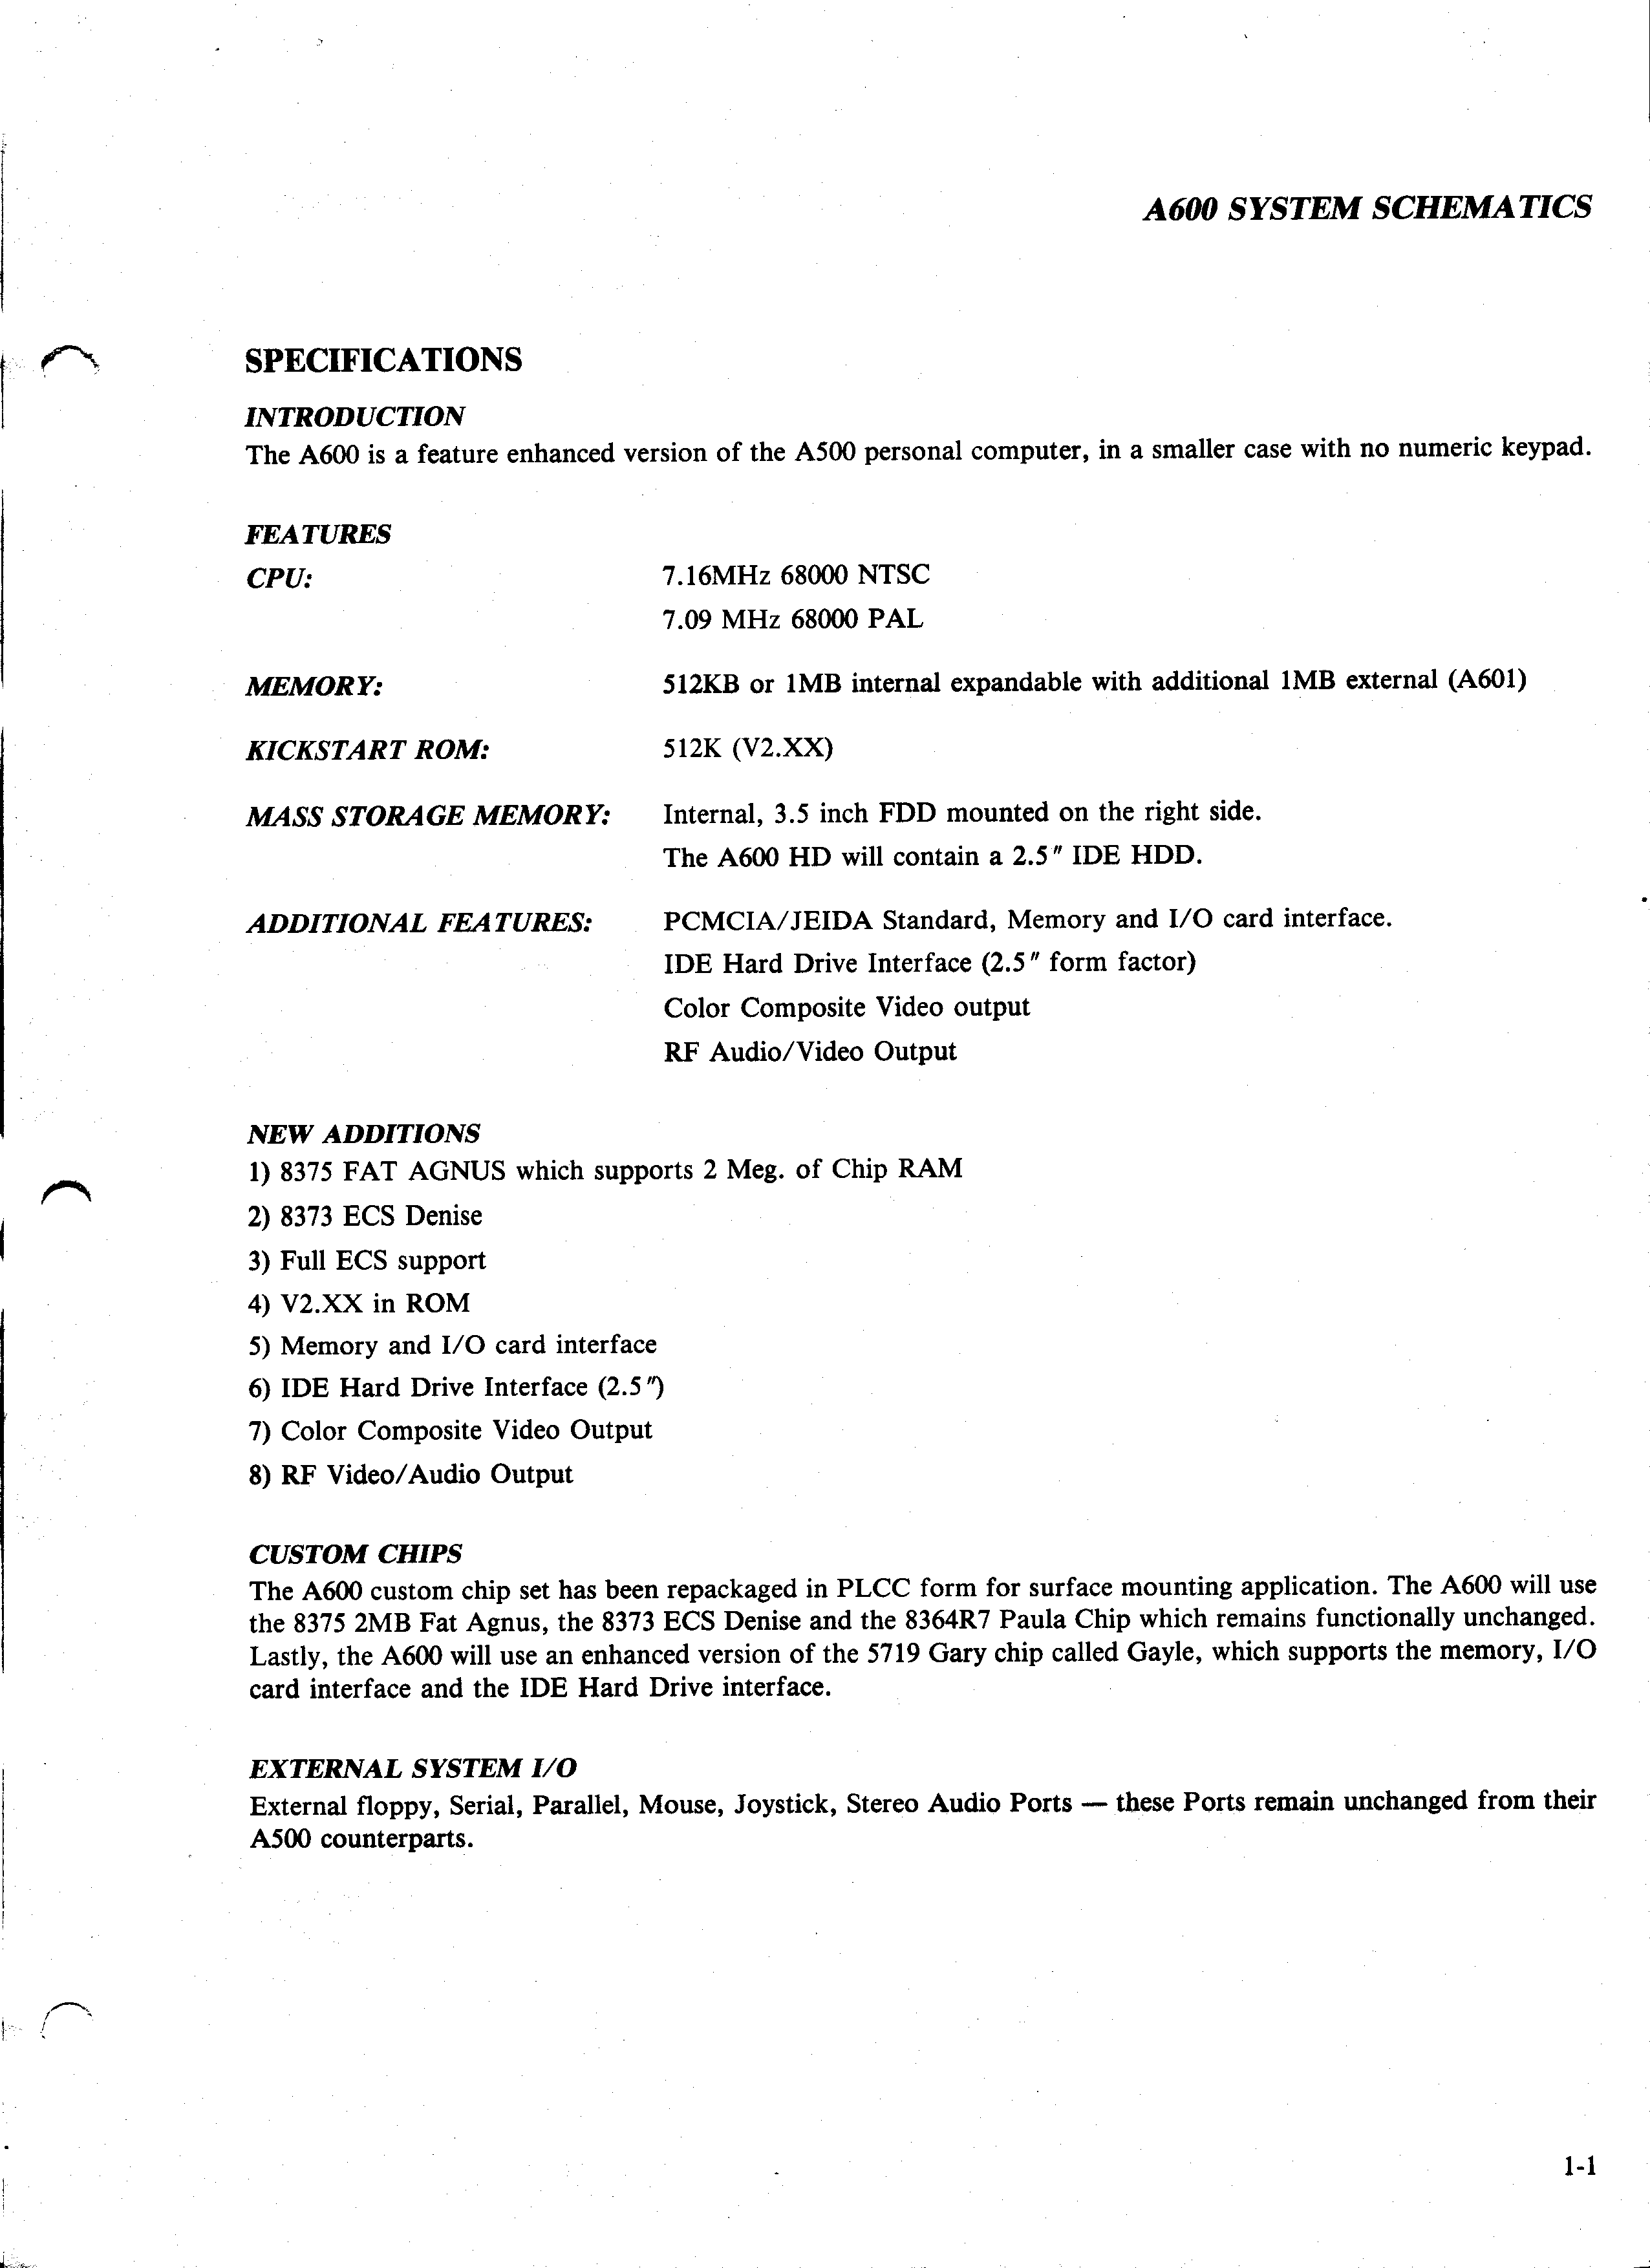 A600 SYSTEM SCHEMATICS
SPECIFICATIONS
INTRODUCTION
The A600 is a feature enhanced version of the A500 personal computer, in a smaller case with no numeric keypad.
FEATURES
CPU: 7.16MHz 68000 NTSC
7.09 MHz 68000 PAL
MEMORY: 512KB or 1MB internal expandable with additional 1MB external (A601)
KICKSTART ROM: 512K (V2.XX)
MASS STORAGE MEMORY: Internal, 3.5 inch FDD mounted on the right side.
The A600 HD will contain a 2.5" IDE HDD.
ADDITIONAL FEATURES: PCMCIA/JEIDA Standard, Memory and I/O card interface.
IDE Hard Drive Interface (2.5" form factor)
Color Composite Video output
RF Audio/Video Output
NEW ADDITIONS
1) 8375 FAT AGNUS which supports 2 Meg. of Chip RAM
2) 8373 ECS Denise
3) Full ECS support
4) V2.XX in ROM
5) Memory and I/O card interface
6) IDE Hard Drive Interface (2.5")
7) Color Composite Video Output
8) RF Video/Audio Output
CUSTOM CHIPS
The A600 custom chip set has been repackaged in PLCC form for surface mounting application. The A600 will use
the 8375 2MB Fat Agnus, the 8373 ECS Denise and the 8364R7 Paula Chip which remains functionally unchanged.
Lastly, the A600 will use an enhanced version of the 5719 Gary chip called Gayle, which supports the memory, I/O
card interface and the IDE Hard Drive interface.
EXTERNAL SYSTEM I/O
External floppy, Serial, Parallel, Mouse, Joystick, Stereo Audio Ports — these Ports remain unchanged from their
A500 counterparts.
1-1